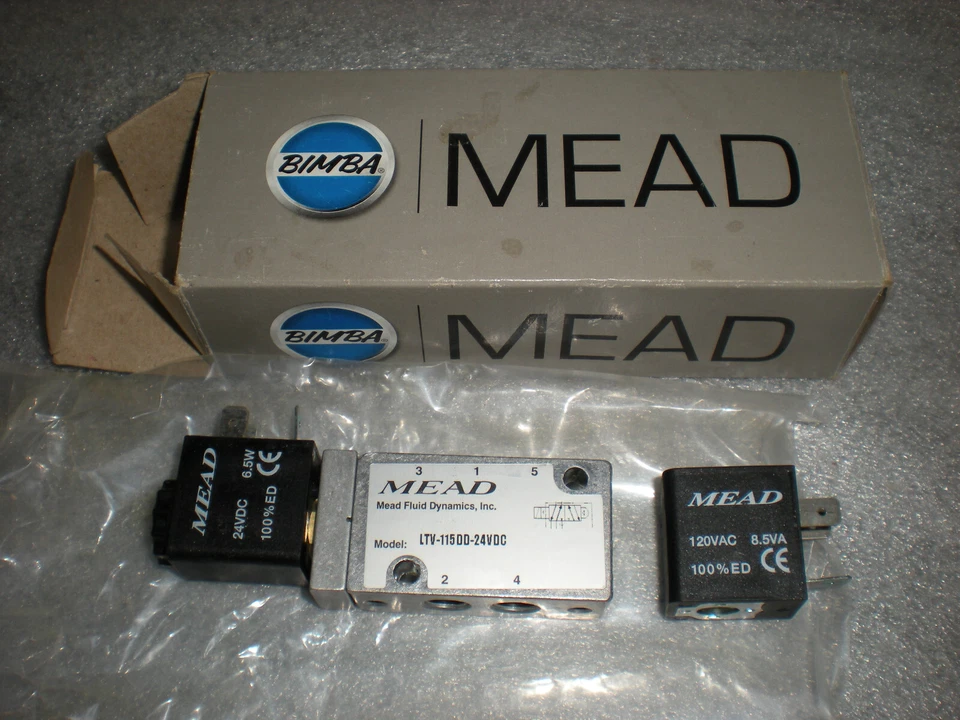 BIMBA®
MEAD
BIMBA
MEAD
MEAD
24VDC 6.5W
100%ED CE
3 1 5
MEAD
Mead Fluid Dynamics, Inc.
Model: LTV-115DD-24VDC
2 4
MEAD
120VAC 8.5VA
100%ED CE